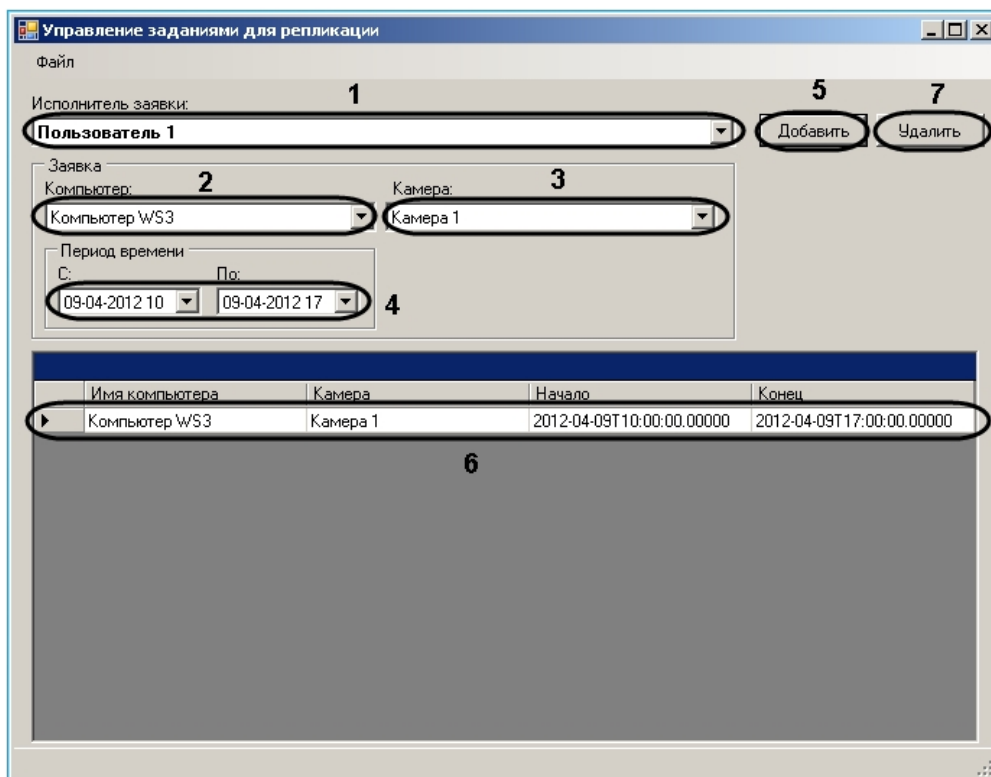 Управление заданиями для репликации
Файл
1
5
7
Исполнитель заявки:
Пользователь 1
Добавить
Удалить
Заявка
2
3
Компьютер:
Камера:
Компьютер WS3
Камера 1
Период времени
С:
По:
09-04-2012 10
09-04-2012 17
4
Имя компьютера
Камера
Начало
Конец
Компьютер WS3
Камера 1
2012-04-09T10:00:00.00000
2012-04-09T17:00:00.00000
6